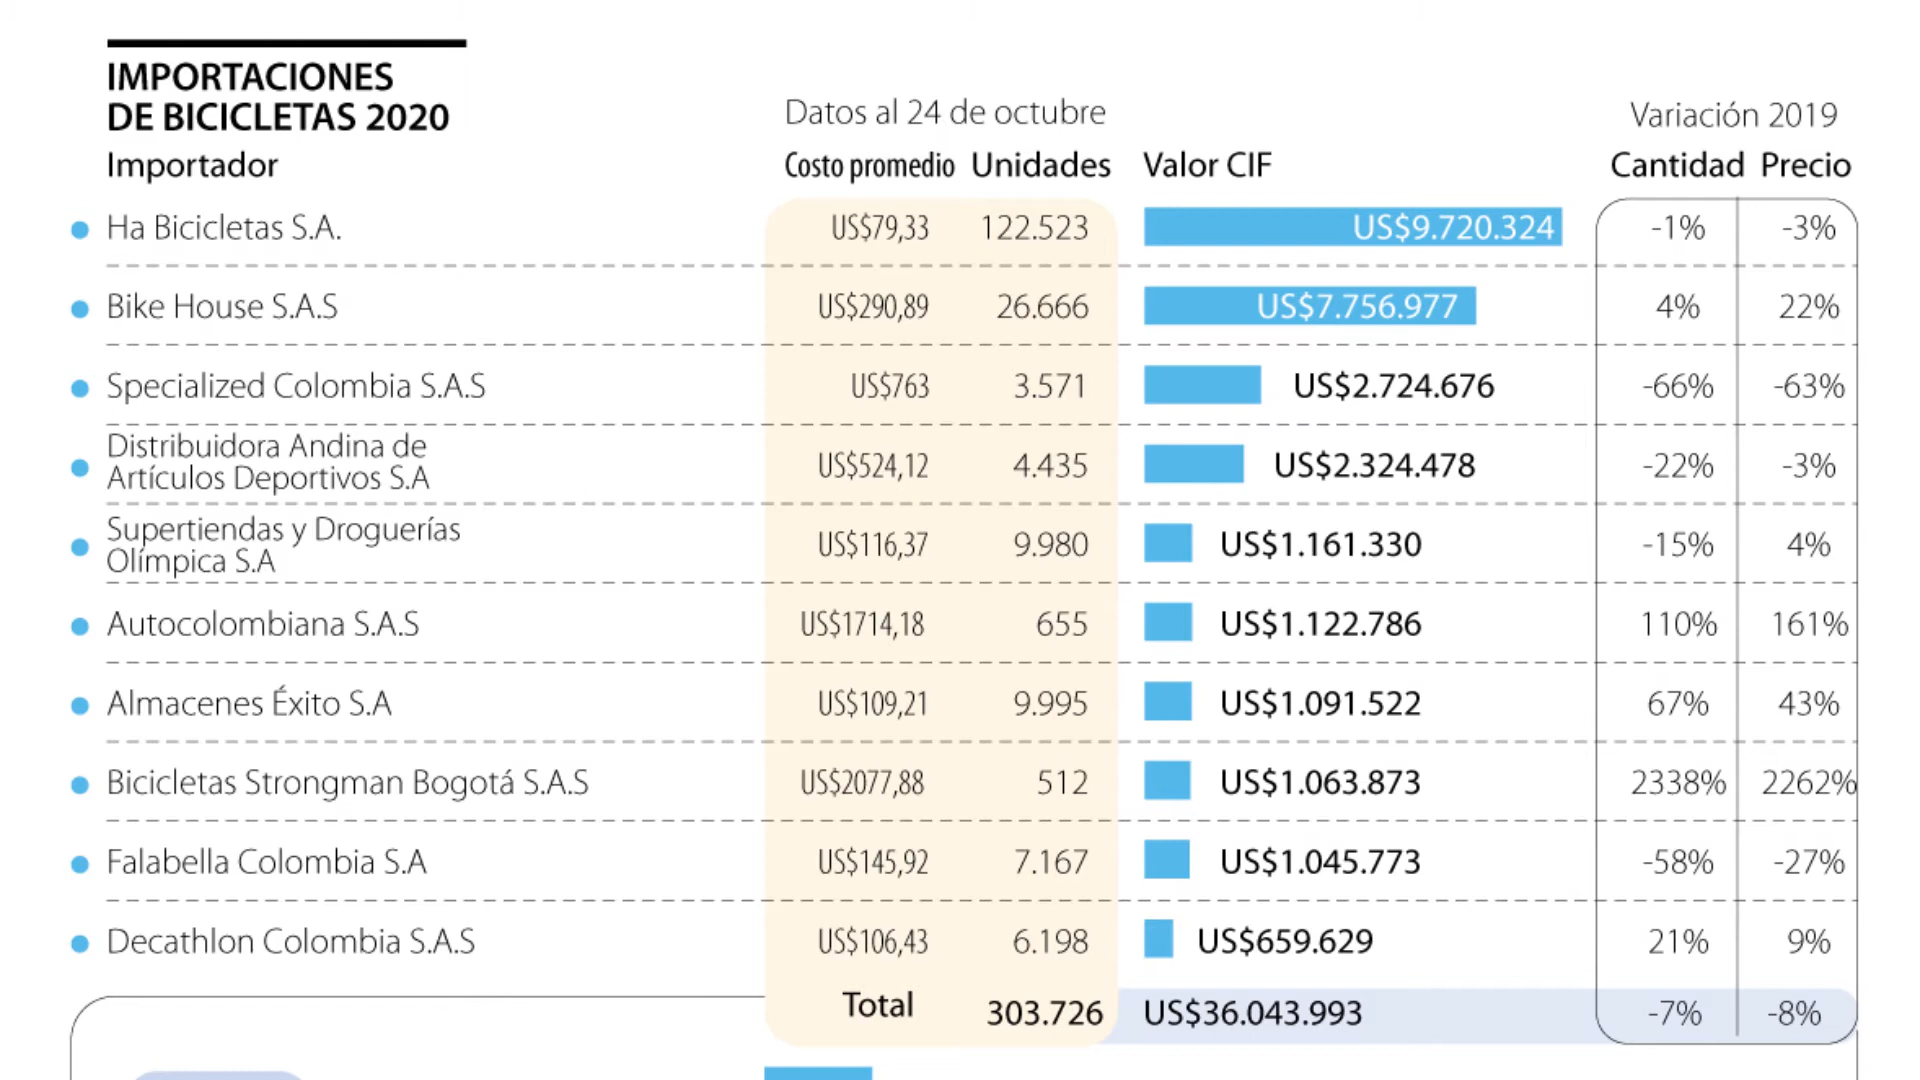 IMPORTACIONES
DE BICICLETAS 2020
Datos al 24 de octubre
Variación 2019
Importador Costo promedio Unidades Valor CIF Cantidad Precio
Ha Bicicletas S.A. US$79,33 122.523 US$9.720.324 -1% -3%
Bike House S.A.S US$290,89 26.666 US$7.756.977 4% 22%
Specialized Colombia S.A.S US$763 3.571 US$2.724.676 -66% -63%
Distribuidora Andina de
Artículos Deportivos S.A US$524,12 4.435 US$2.324.478 -22% -3%
Supertiendas y Droguerías
Olímpica S.A US$116,37 9.980 US$1.161.330 -15% 4%
Autocolombiana S.A.S US$1714,18 655 US$1.122.786 110% 161%
Almacenes Éxito S.A US$109,21 9.995 US$1.091.522 67% 43%
Bicicletas Strongman Bogotá S.A.S US$2077,88 512 US$1.063.873 2338% 2262%
Falabella Colombia S.A US$145,92 7.167 US$1.045.773 -58% -27%
Decathlon Colombia S.A.S US$106,43 6.198 US$659.629 21% 9%
Total 303.726 US$36.043.993 -7% -8%